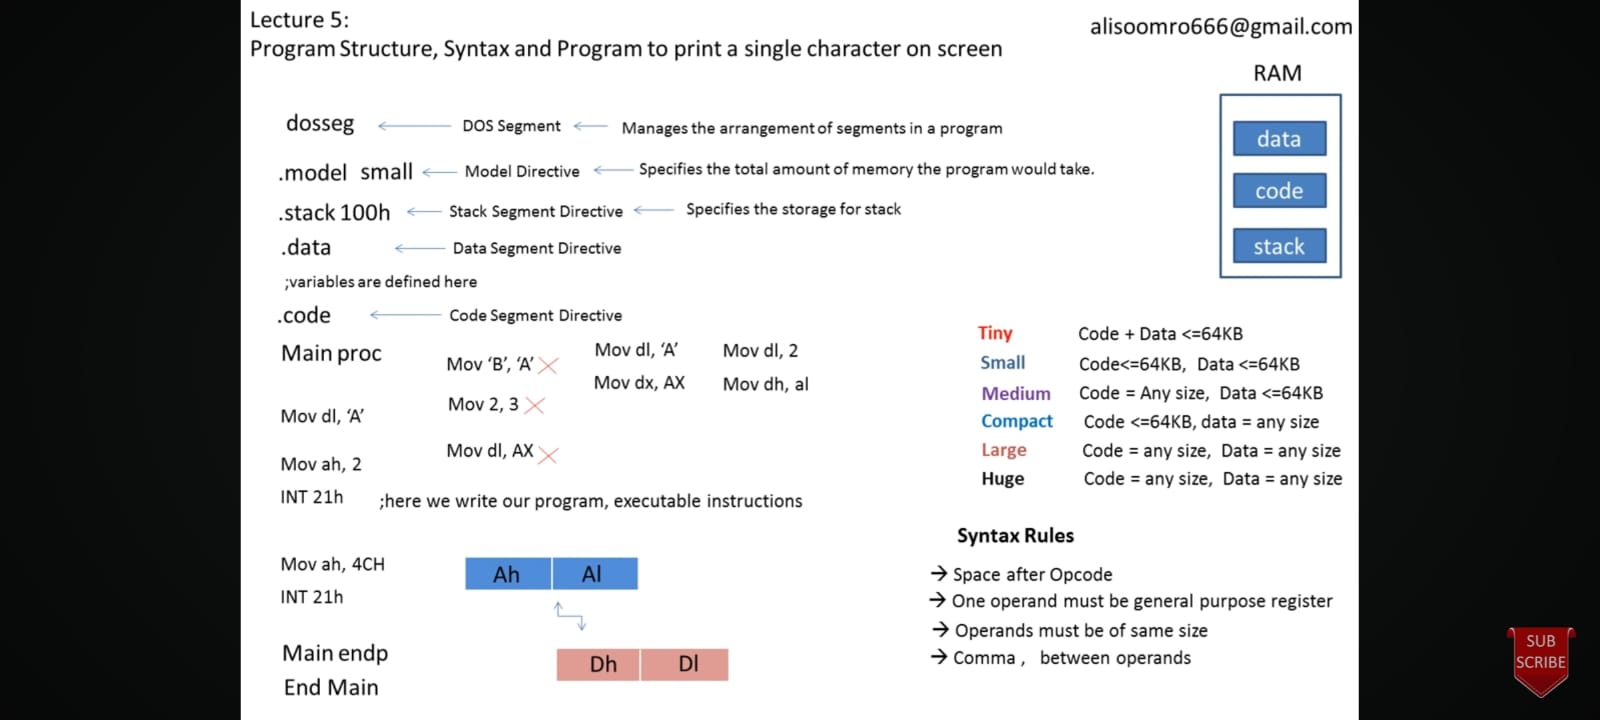 Lecture 5:
alisoomro666@gmail.com
Program Structure, Syntax and Program to print a single character on screen
RAM
data
code
stack
dosseg
DOS Segment
Manages the arrangement of segments in a program
.model small
Model Directive
Specifies the total amount of memory the program would take.
.stack 100h
Stack Segment Directive
Specifies the storage for stack
.data
Data Segment Directive
;variables are defined here
.code
Code Segment Directive
Main proc
Mov ‘B’, ‘A’
Mov 2, 3
Mov dl, AX
Mov dl, ‘A’
Mov dx, AX
Mov dl, 2
Mov dh, al
Mov dl, ‘A’
Mov ah, 2
INT 21h
;here we write our program, executable instructions
Mov ah, 4CH
INT 21h
Main endp
End Main
Ah Al
Dh Dl
Tiny Code + Data <=64KB
Small Code<=64KB, Data <=64KB
Medium Code = Any size, Data <=64KB
Compact Code <=64KB, data = any size
Large Code = any size, Data = any size
Huge Code = any size, Data = any size
Syntax Rules
→ Space after Opcode
→ One operand must be general purpose register
→ Operands must be of same size
→ Comma , between operands
SUB
SCRIBE